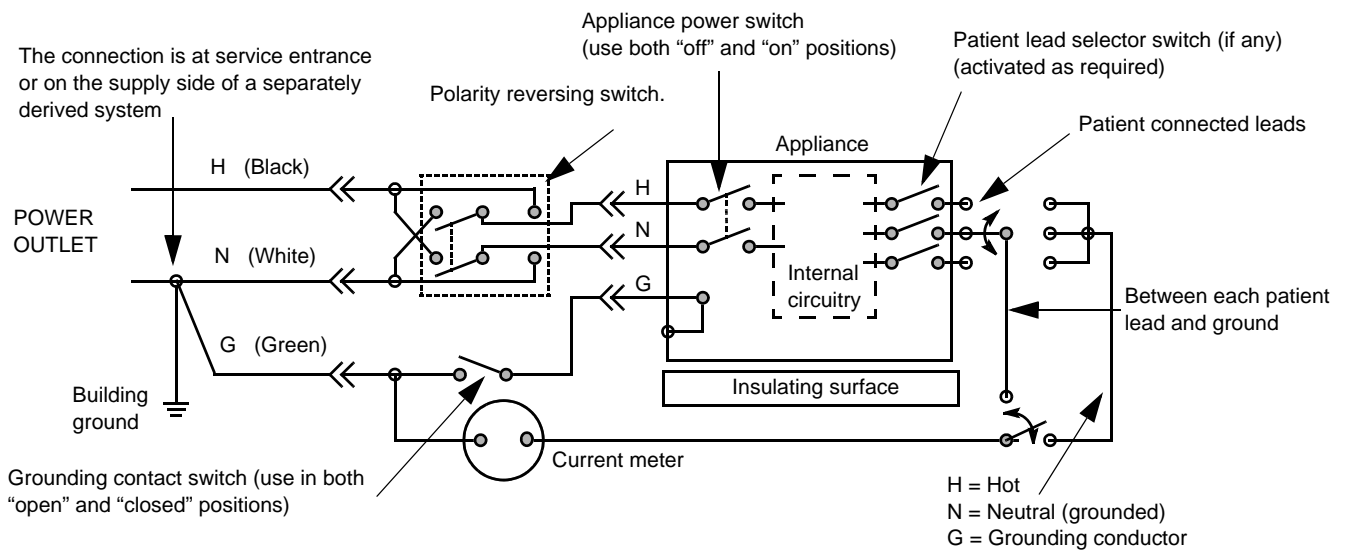 Appliance power switch
(use both “off” and “on” positions)
The connection is at service entrance
or on the supply side of a separately
derived system
Patient lead selector switch (if any)
(activated as required)
Polarity reversing switch.
Patient connected leads
Appliance
H (Black)
H
POWER
OUTLET
N
N (White)
Internal
circuitry
G
Between each patient
lead and ground
G (Green)
Insulating surface
Building
ground
Current meter
Grounding contact switch (use in both
“open” and “closed” positions)
H = Hot
N = Neutral (grounded)
G = Grounding conductor